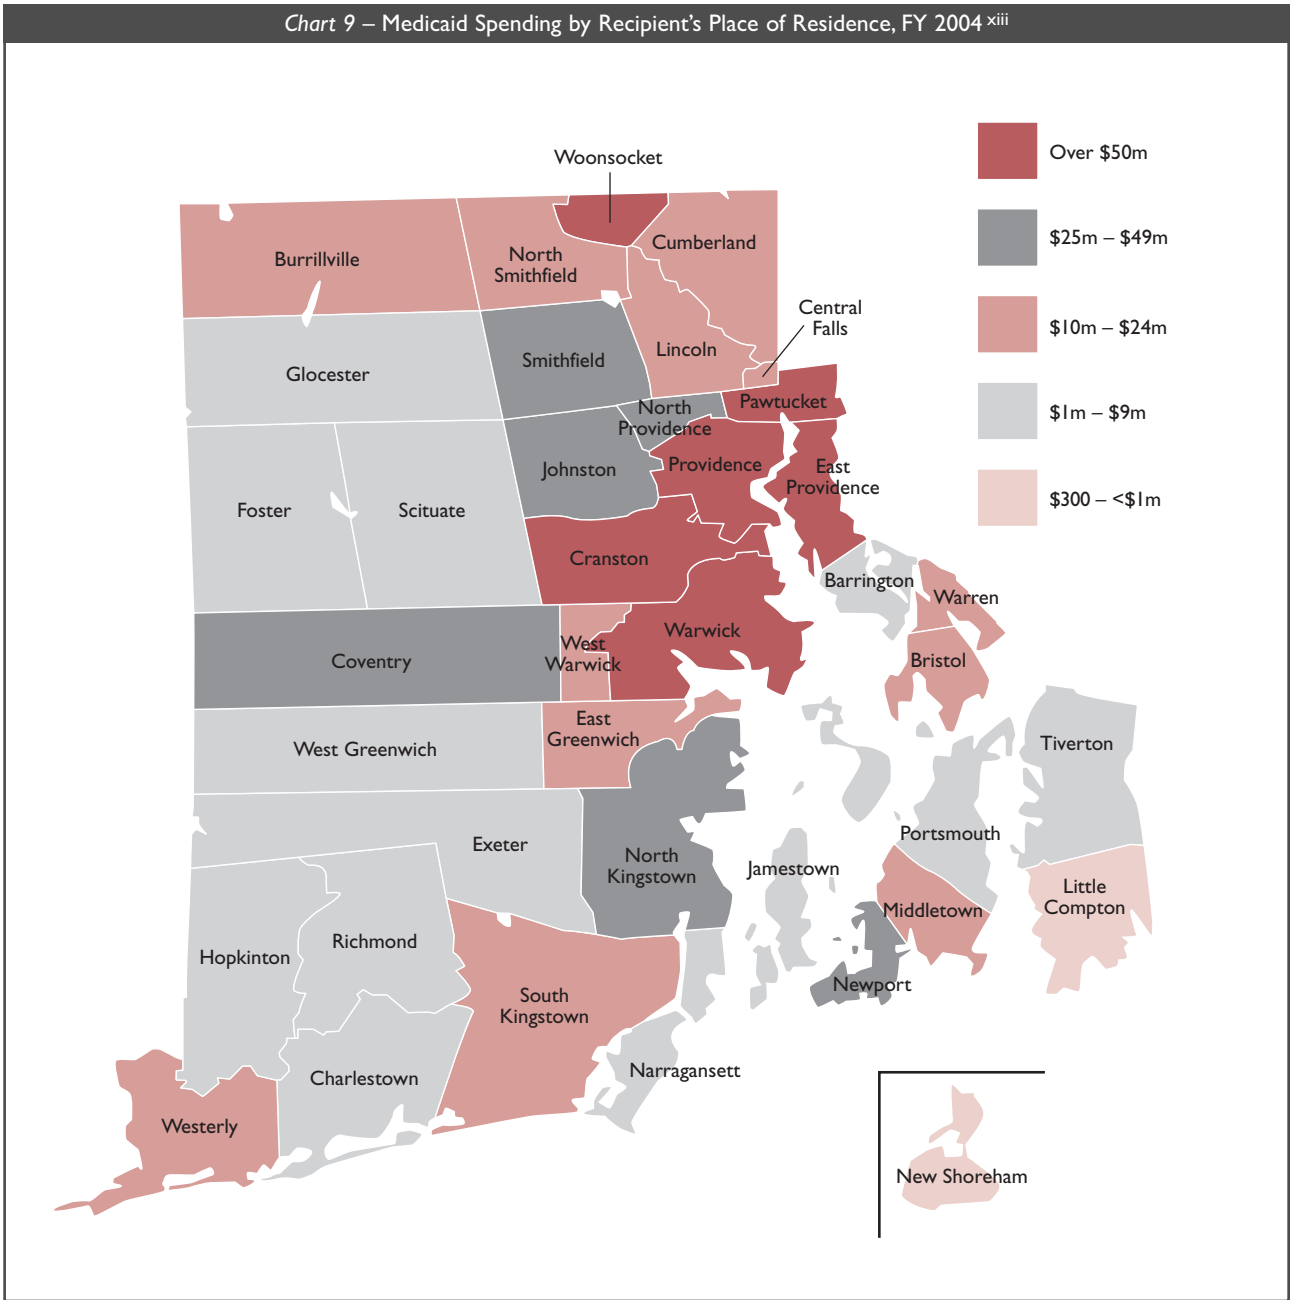 Chart 9 – Medicaid Spending by Recipient's Place of Residence, FY 2004 xiii
Woonsocket
Over $50m
$25m – $49m
$10m – $24m
$1m – $9m
$300 – <$1m
Burrillville
North
Smithfield
Cumberland
Central
Falls
Lincoln
Smithfield
Glocester
North
Providence
Pawtucket
Johnston
Providence
East
Providence
Foster
Scituate
Cranston
Barrington
Warren
Warwick
West
Warwick
Coventry
Bristol
East
Greenwich
West Greenwich
Tiverton
Exeter
North
Kingstown
Jamestown
Portsmouth
Little
Compton
Middletown
Richmond
Hopkinton
South
Kingstown
Newport
Narragansett
Charlestown
Westerly
New Shoreham